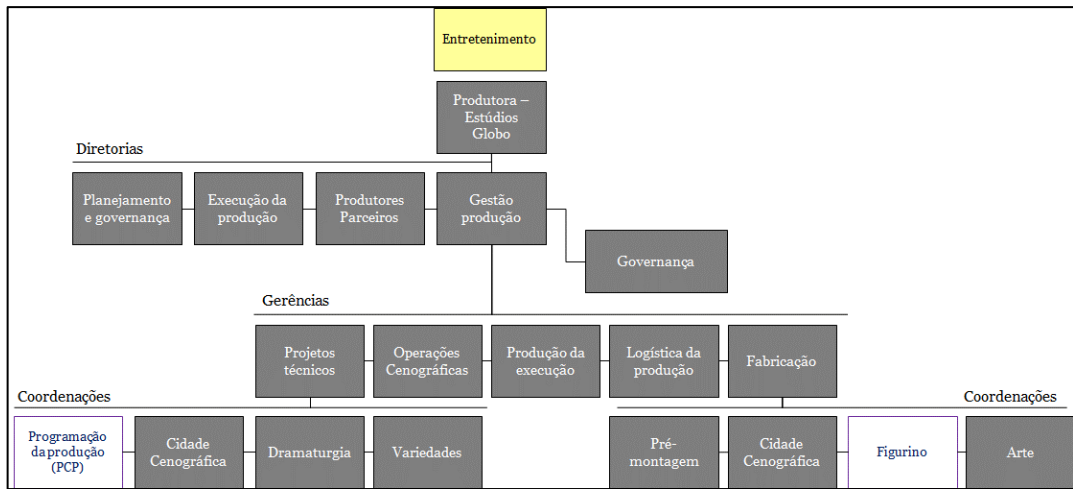 Entretenimento
Produtora –
Estúdios
Globo
Diretorias
Planejamento
e governança
Execução da
produção
Produtores
Parceiros
Gestão
produção
Governança
Gerências
Projetos
técnicos
Operações
Cenográficas
Produção da
execução
Logística da
produção
Fabricação
Coordenações
Coordenações
Programação
da produção
(PCP)
Cidade
Cenográfica
Dramaturgia
Variedades
Pré-
montagem
Cidade
Cenográfica
Figurino
Arte